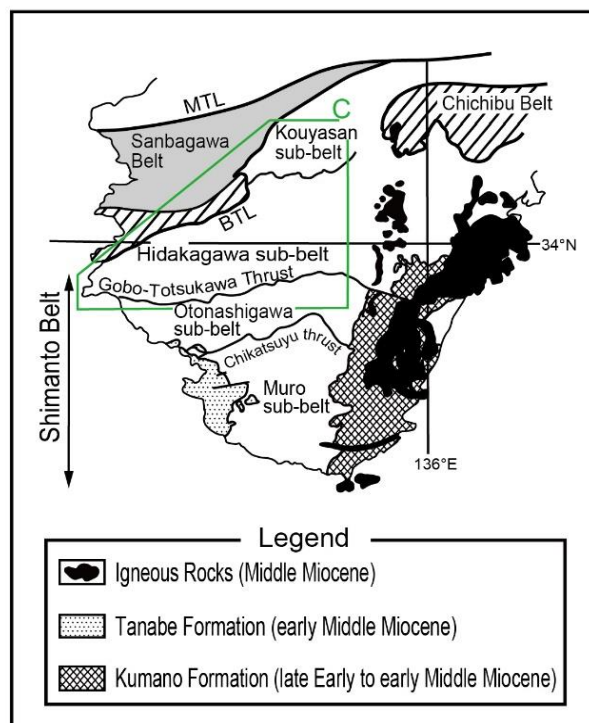 MTL
C
Chichibu Belt
Sanbagawa
Belt
Kouyasan
sub-belt
BTL
34°N
Hidakagawa sub-belt
Gobo-Totsukawa Thrust
Otonashigawa
sub-belt
Chikatsuyu thrust
Shimanto Belt
Muro
sub-belt
136°E
Legend
Igneous Rocks (Middle Miocene)
Tanabe Formation (early Middle Miocene)
Kumano Formation (late Early to early Middle Miocene)